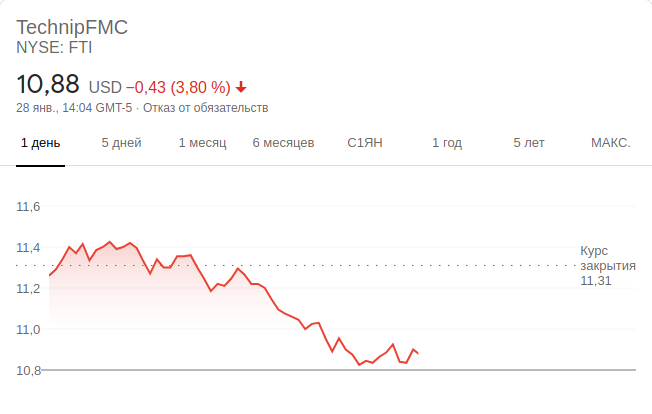 TechnipFMC
NYSE: FTI
10,88 USD −0,43 (3,80 %)
28 янв., 14:04 GMT-5 · Отказ от обязательств
1 день 5 дней 1 месяц 6 месяцев С1ЯН 1 год 5 лет МАКС.
11,6
11,4
11,2
11,0
10,8
Курс
закрытия
11,31